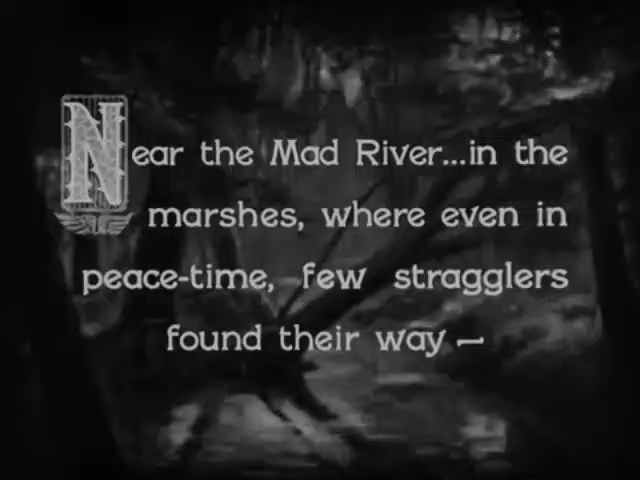 Near the Mad River...in the
marshes, where even in
peace-time, few stragglers
found their way —